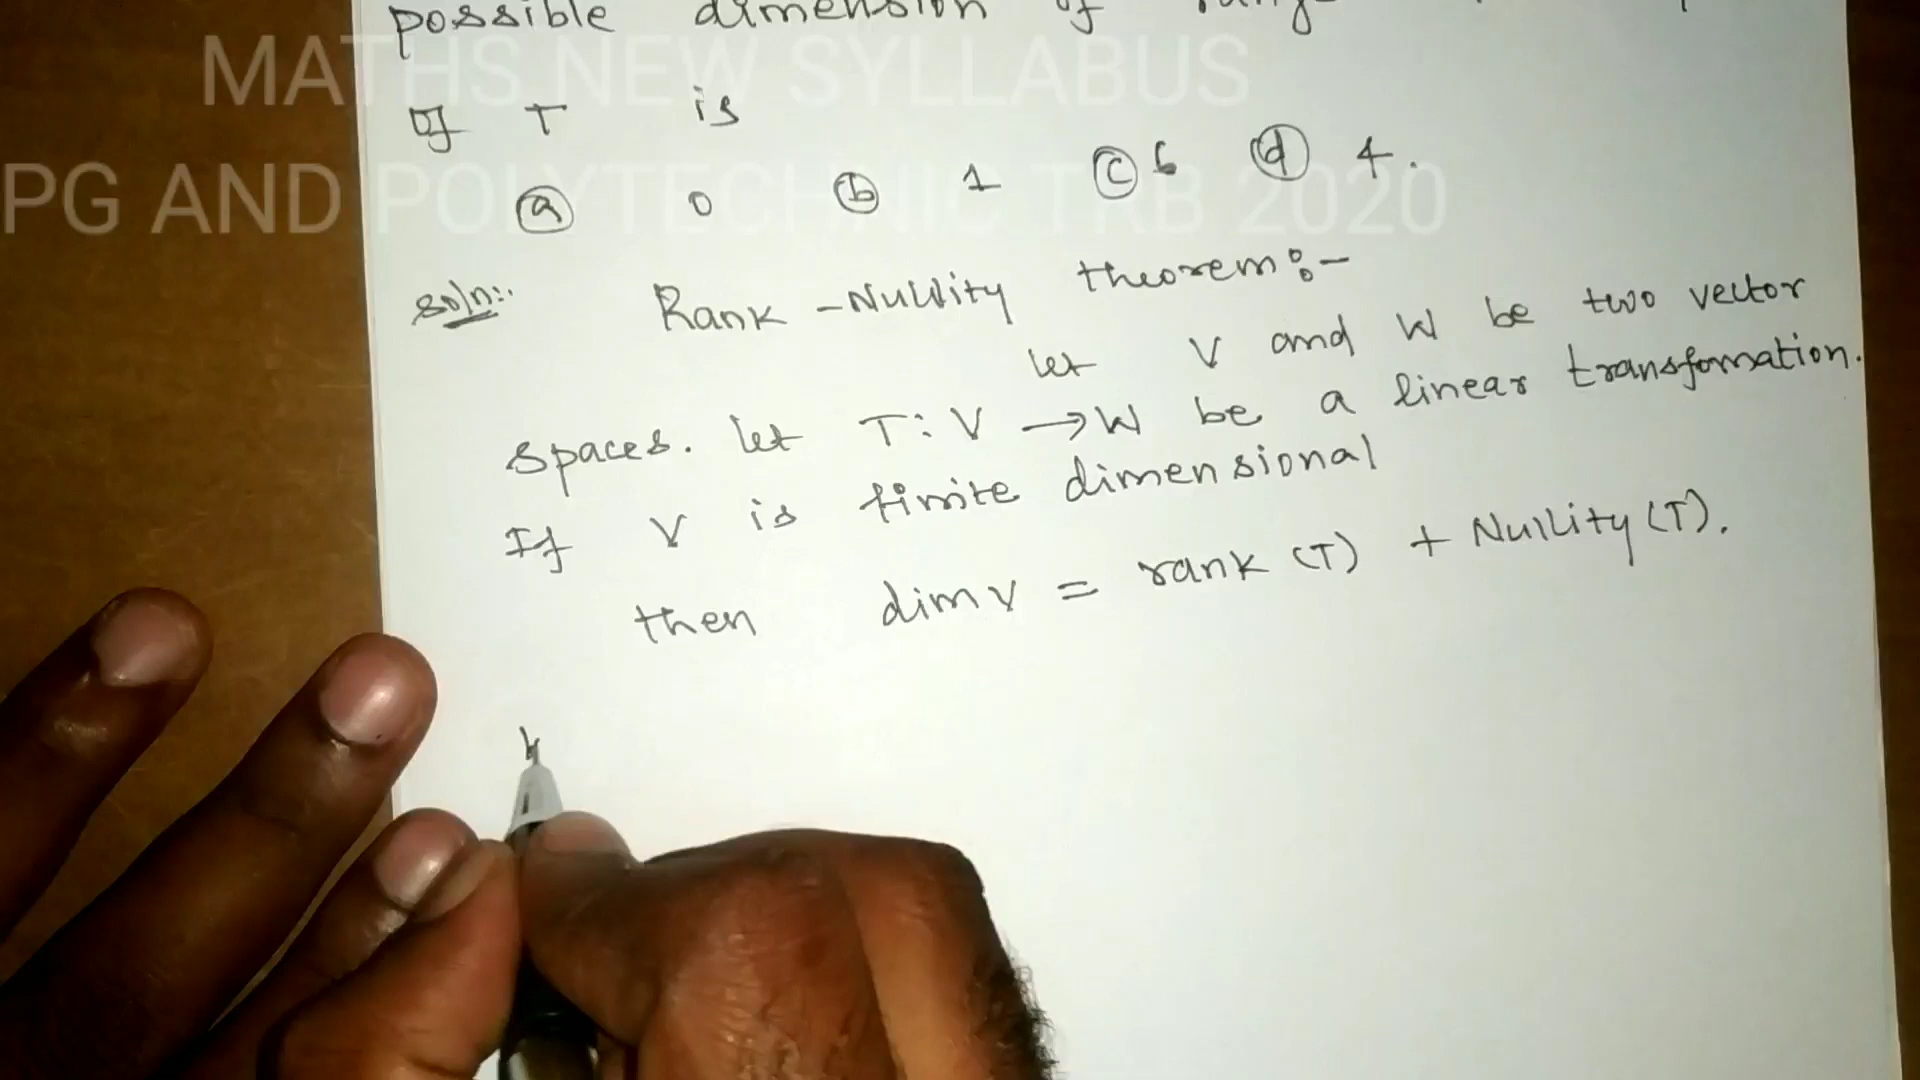 possible dimension of
MATHS NEW SYLLABUS
of T is
PG AND POLYTECHNIC TRB 2020
(a) 0 (b) 1 (c) 6 (d) 4.
Soln:. Rank - Nullity theorem:-
let V and W be two vector
spaces. let T: V → W be a linear transformation.
If V is finite dimensional
then dim V = rank (T) + Nullity (T).